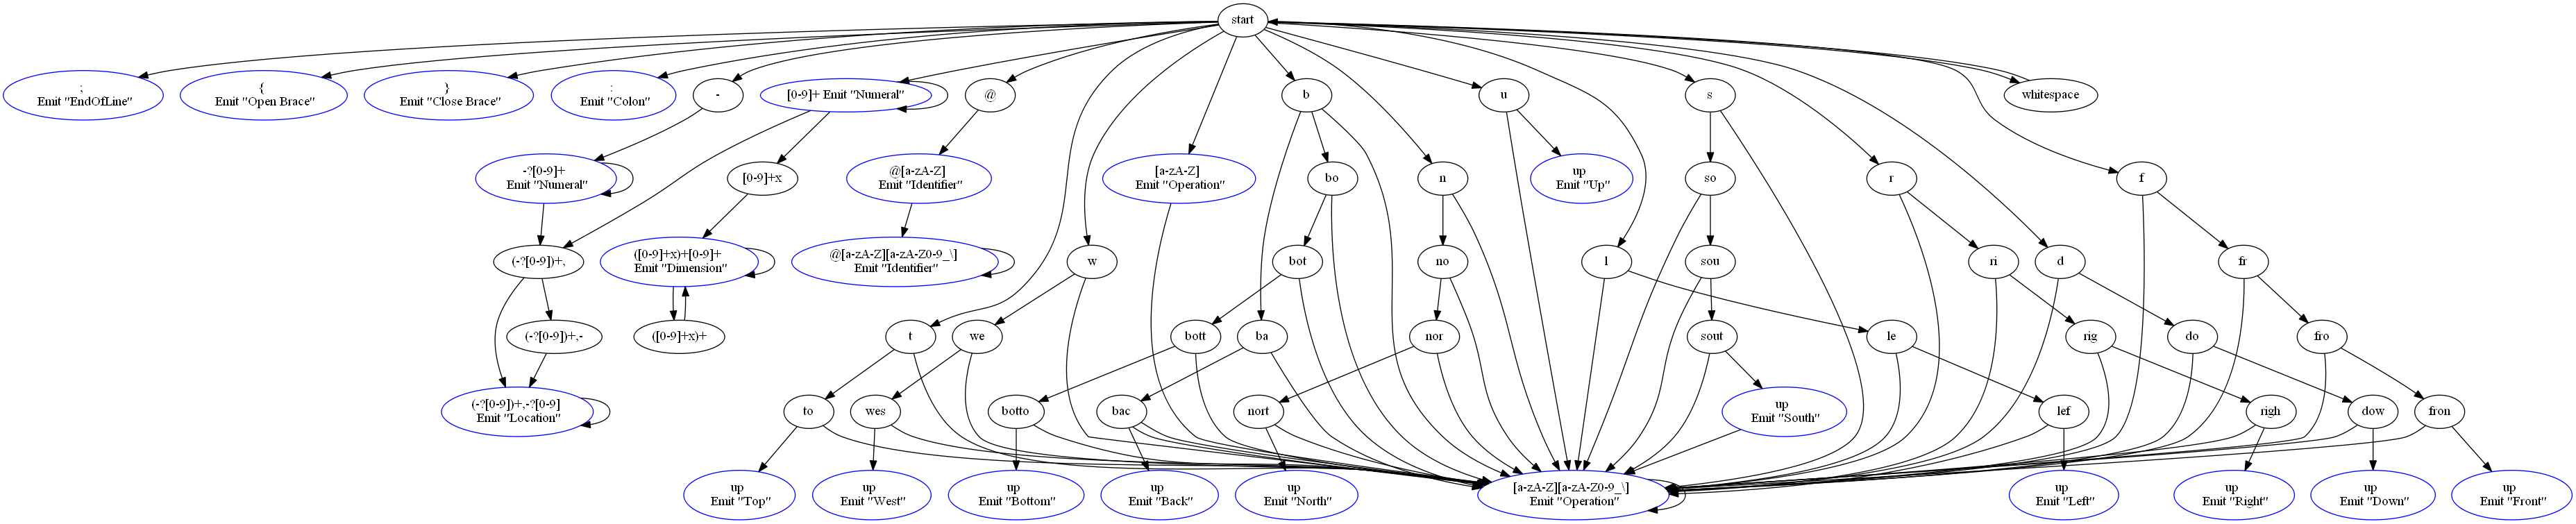 start
;
Emit "EndOfLine"
{
Emit "Open Brace"
}
Emit "Close Brace"
:
Emit "Colon"
-
[0-9]+ Emit "Numeral"
@
b
u
s
whitespace
-?[0-9]+
Emit "Numeral"
[0-9]+x
@[a-zA-Z]
Emit "Identifier"
[a-zA-Z]
Emit "Operation"
bo
n
up
Emit "Up"
so
r
f
(-?[0-9])+,
([0-9]+x)+[0-9]+
Emit "Dimension"
@[a-zA-Z][a-zA-Z0-9_\]
Emit "Identifier"
w
bot
no
l
sou
ri
d
fr
(-?[0-9])+,-
([0-9]+x)+
t
we
bott
ba
nor
sout
le
rig
do
fro
(-?[0-9])+,-?[0-9]
Emit "Location"
to
wes
botto
bac
nort
up
Emit "South"
lef
righ
dow
fron
up
Emit "Top"
up
Emit "West"
up
Emit "Bottom"
up
Emit "Back"
up
Emit "North"
[a-zA-Z][a-zA-Z0-9_\]
Emit "Operation"
up
Emit "Left"
up
Emit "Right"
up
Emit "Down"
up
Emit "Front"